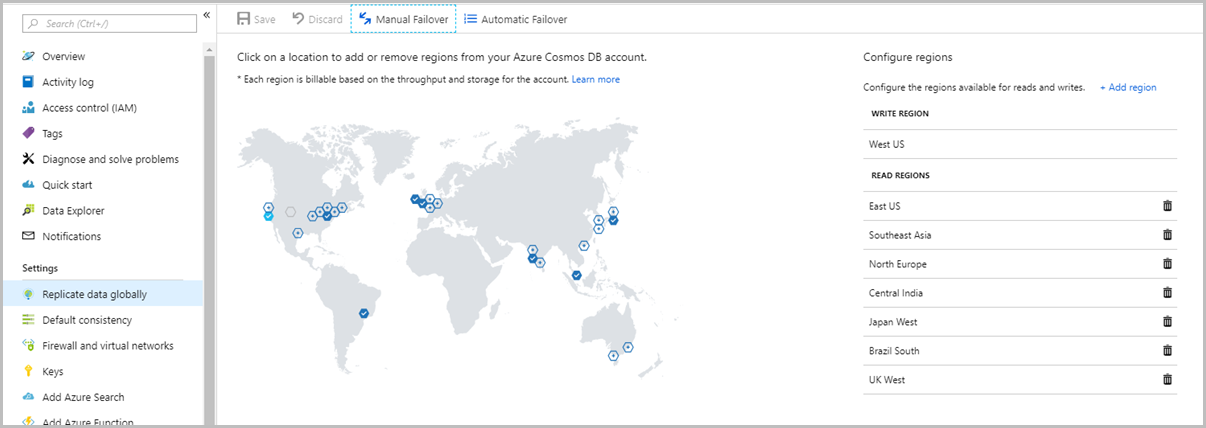 Search (Ctrl+/)
«
Overview
Activity log
Access control (IAM)
Tags
Diagnose and solve problems
Quick start
Data Explorer
Notifications
Settings
Replicate data globally
Default consistency
Firewall and virtual networks
Keys
Add Azure Search
Add Azure Function
Save Discard Manual Failover Automatic Failover
Click on a location to add or remove regions from your Azure Cosmos DB account.
* Each region is billable based on the throughput and storage for the account. Learn more
Configure regions
Configure the regions available for reads and writes. + Add region
WRITE REGION
West US
READ REGIONS
East US
Southeast Asia
North Europe
Central India
Japan West
Brazil South
UK West